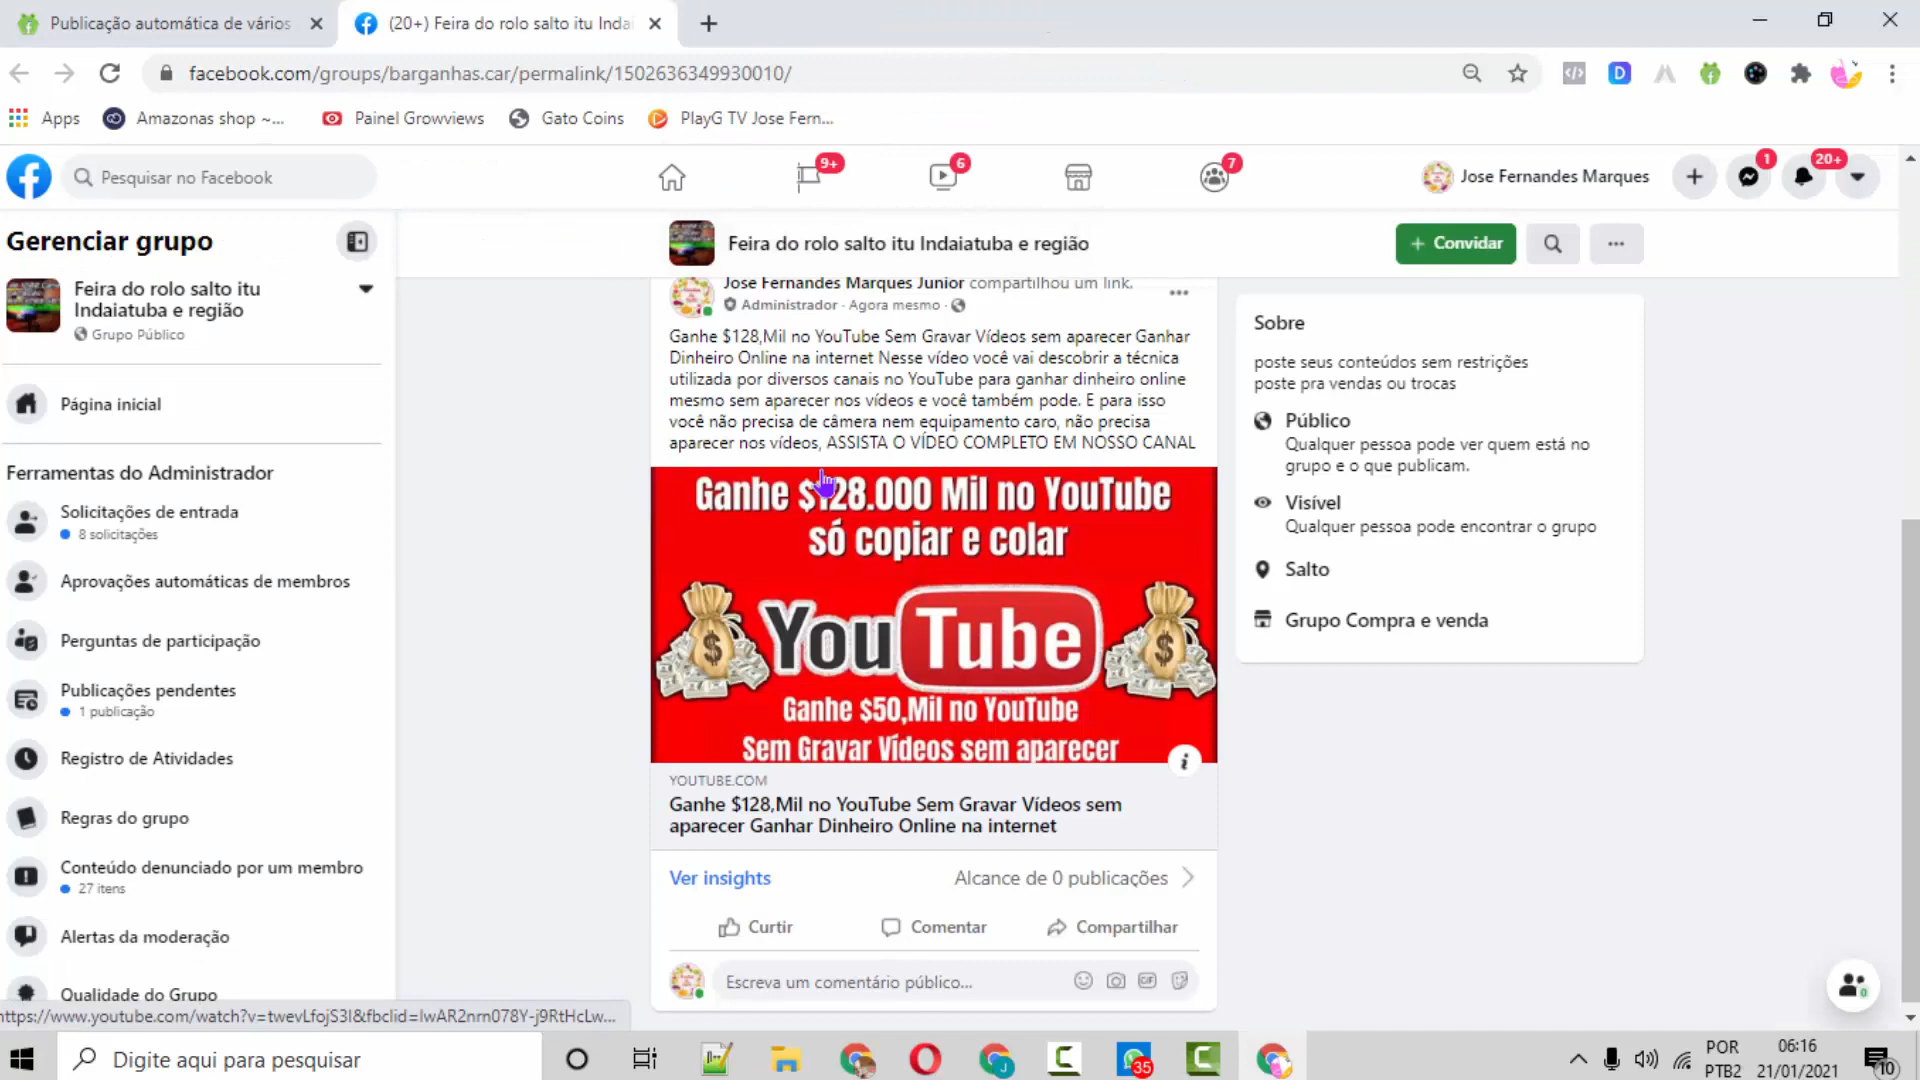 Publicação automática de vários
(20+) Feira do rolo salto itu Indai
facebook.com/groups/barganhas.car/permalink/1502636349930010/
Apps
Amazonas shop ~...
Painel Growviews
Gato Coins
PlayG TV Jose Fern...
Pesquisar no Facebook
9+
6
7
Jose Fernandes Marques
1
20+
Gerenciar grupo
Feira do rolo salto itu
Indaiatuba e região
Grupo Público
Página inicial
Ferramentas do Administrador
Solicitações de entrada
8 solicitações
Aprovações automáticas de membros
Perguntas de participação
Publicações pendentes
1 publicação
Registro de Atividades
Regras do grupo
Conteúdo denunciado por um membro
27 itens
Alertas da moderação
Qualidade do Grupo
Feira do rolo salto itu Indaiatuba e região
+ Convidar
Jose Fernandes Marques Junior compartilhou um link.
Administrador · Agora mesmo ·
Ganhe $128,Mil no YouTube Sem Gravar Vídeos sem aparecer Ganhar
Dinheiro Online na internet Nesse vídeo você vai descobrir a técnica
utilizada por diversos canais no YouTube para ganhar dinheiro online
mesmo sem aparecer nos vídeos e você também pode. E para isso
você não precisa de câmera nem equipamento caro, não precisa
aparecer nos vídeos, ASSISTA O VÍDEO COMPLETO EM NOSSO CANAL
Ganhe $128.000 Mil no YouTube
só copiar e colar
YouTube
Ganhe $50,Mil no YouTube
Sem Gravar Vídeos sem aparecer
YOUTUBE.COM
Ganhe $128,Mil no YouTube Sem Gravar Vídeos sem
aparecer Ganhar Dinheiro Online na internet
Ver insights
Alcance de 0 publicações
Curtir
Comentar
Compartilhar
Escreva um comentário público...
GIF
Sobre
poste seus conteúdos sem restrições
poste pra vendas ou trocas
Público
Qualquer pessoa pode ver quem está no
grupo e o que publicam.
Visível
Qualquer pessoa pode encontrar o grupo
Salto
Grupo Compra e venda
0
https://www.youtube.com/watch?v=twevLfojS3I&fbclid=IwAR2nrn078Y-j9RtHcLw...
Digite aqui para pesquisar
35
POR
PTB2
06:16
21/01/2021
10